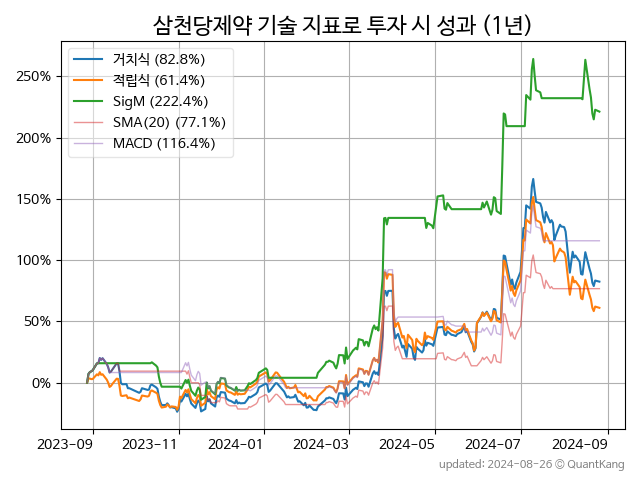 삼천당제약 기술 지표로 투자 시 성과 (1년)
거치식 (82.8%)
적립식 (61.4%)
SigM (222.4%)
SMA(20) (77.1%)
MACD (116.4%)
250%
200%
150%
100%
50%
0%
2023-09 2023-11 2024-01 2024-03 2024-05 2024-07 2024-09
updated: 2024-08-26 © QuantKang